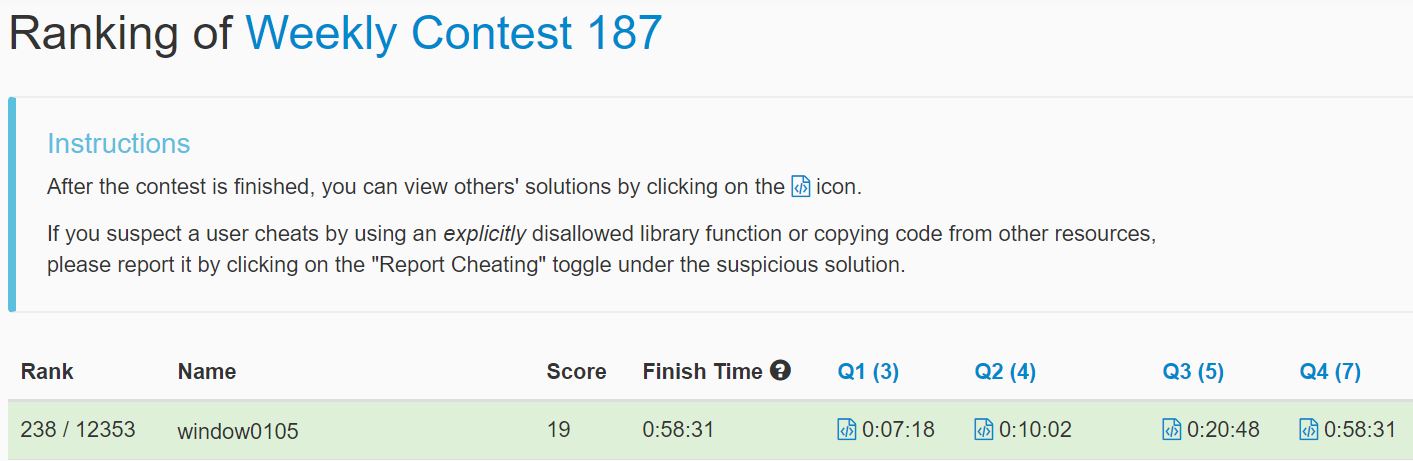 Ranking of Weekly Contest 187
Instructions
After the contest is finished, you can view others' solutions by clicking on the </> icon.
If you suspect a user cheats by using an explicitly disallowed library function or copying code from other resources,
please report it by clicking on the "Report Cheating" toggle under the suspicious solution.
Rank Name Score Finish Time ? Q1 (3) Q2 (4) Q3 (5) Q4 (7)
238 / 12353 window0105 19 0:58:31 </> 0:07:18 </> 0:10:02 </> 0:20:48 </> 0:58:31